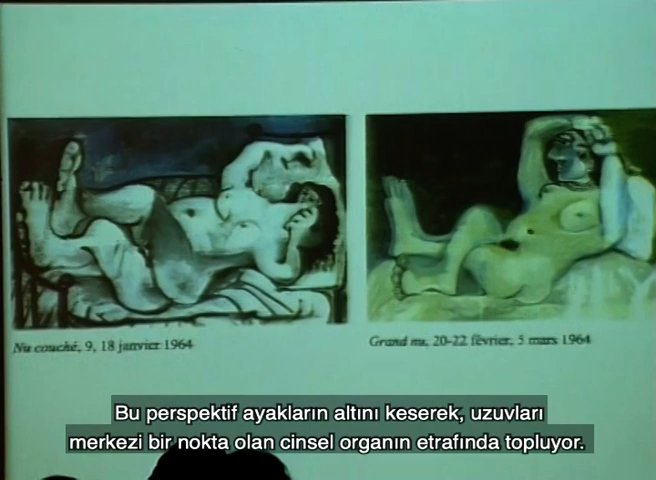 Nu couché, 9, 18 janvier 1964
Grand nu, 20-22 février, 5 mars 1964
Bu perspektif ayakların altını keserek, uzuvları
merkezi bir nokta olan cinsel organın etrafında topluyor.